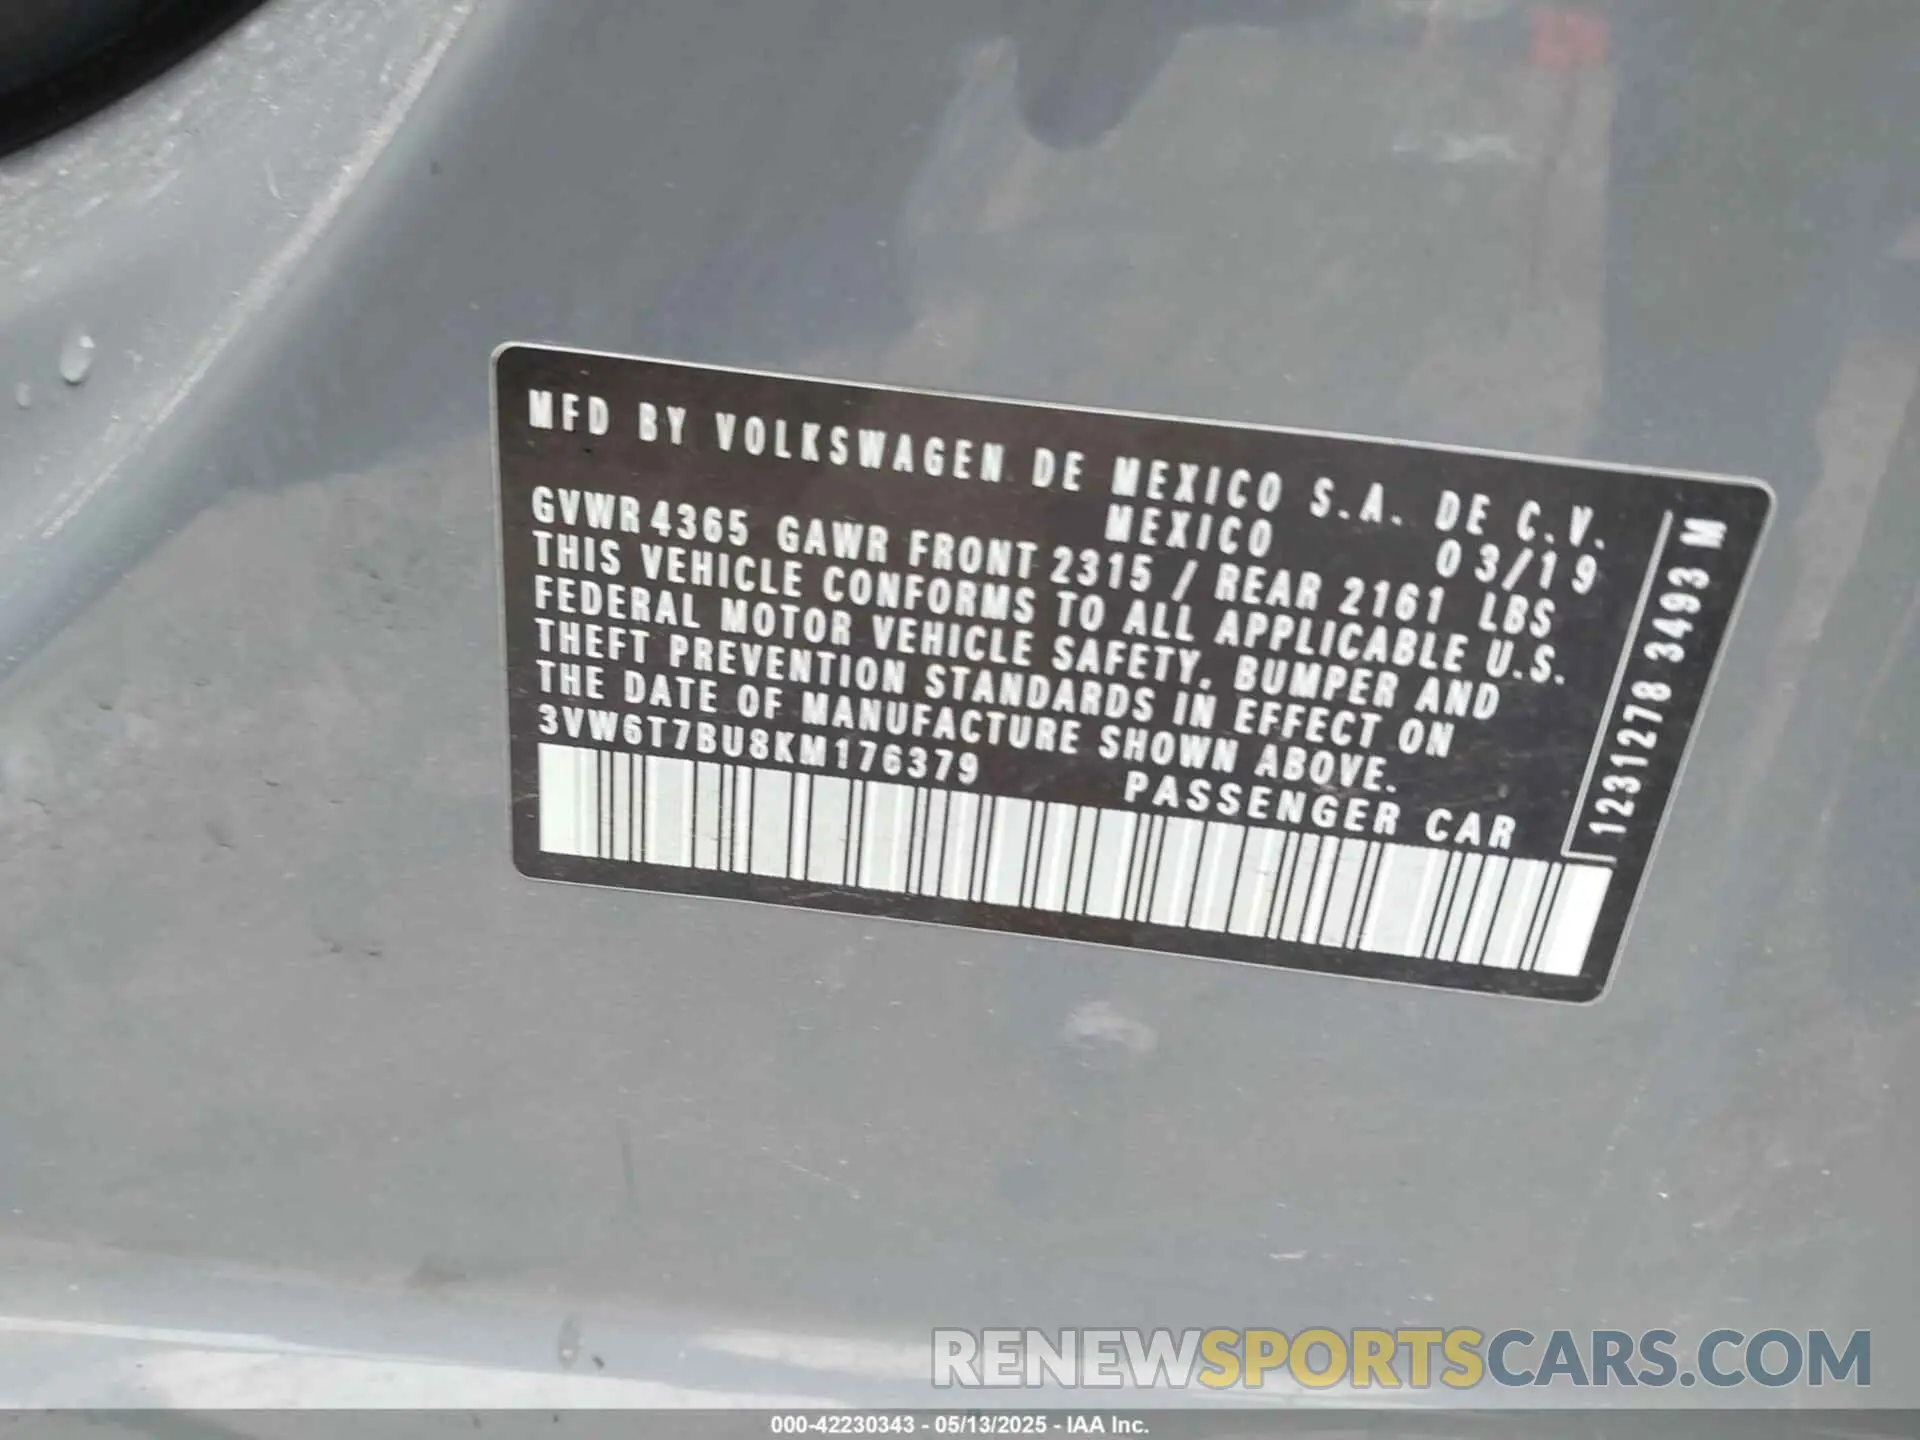 MFD BY VOLKSWAGEN DE MEXICO S.A. DE C.V.
MEXICO 03/19
GVWR 4365 GAWR FRONT 2315 / REAR 2161 LBS
THIS VEHICLE CONFORMS TO ALL APPLICABLE U.S.
FEDERAL MOTOR VEHICLE SAFETY, BUMPER AND
THEFT PREVENTION STANDARDS IN EFFECT ON
THE DATE OF MANUFACTURE SHOWN ABOVE.
3VW6T7BU8KM176379 PASSENGER CAR
1231278 3493 M
RENEWSPORTSCARS.COM
000-42230343 - 05/13/2025 - IAA Inc.